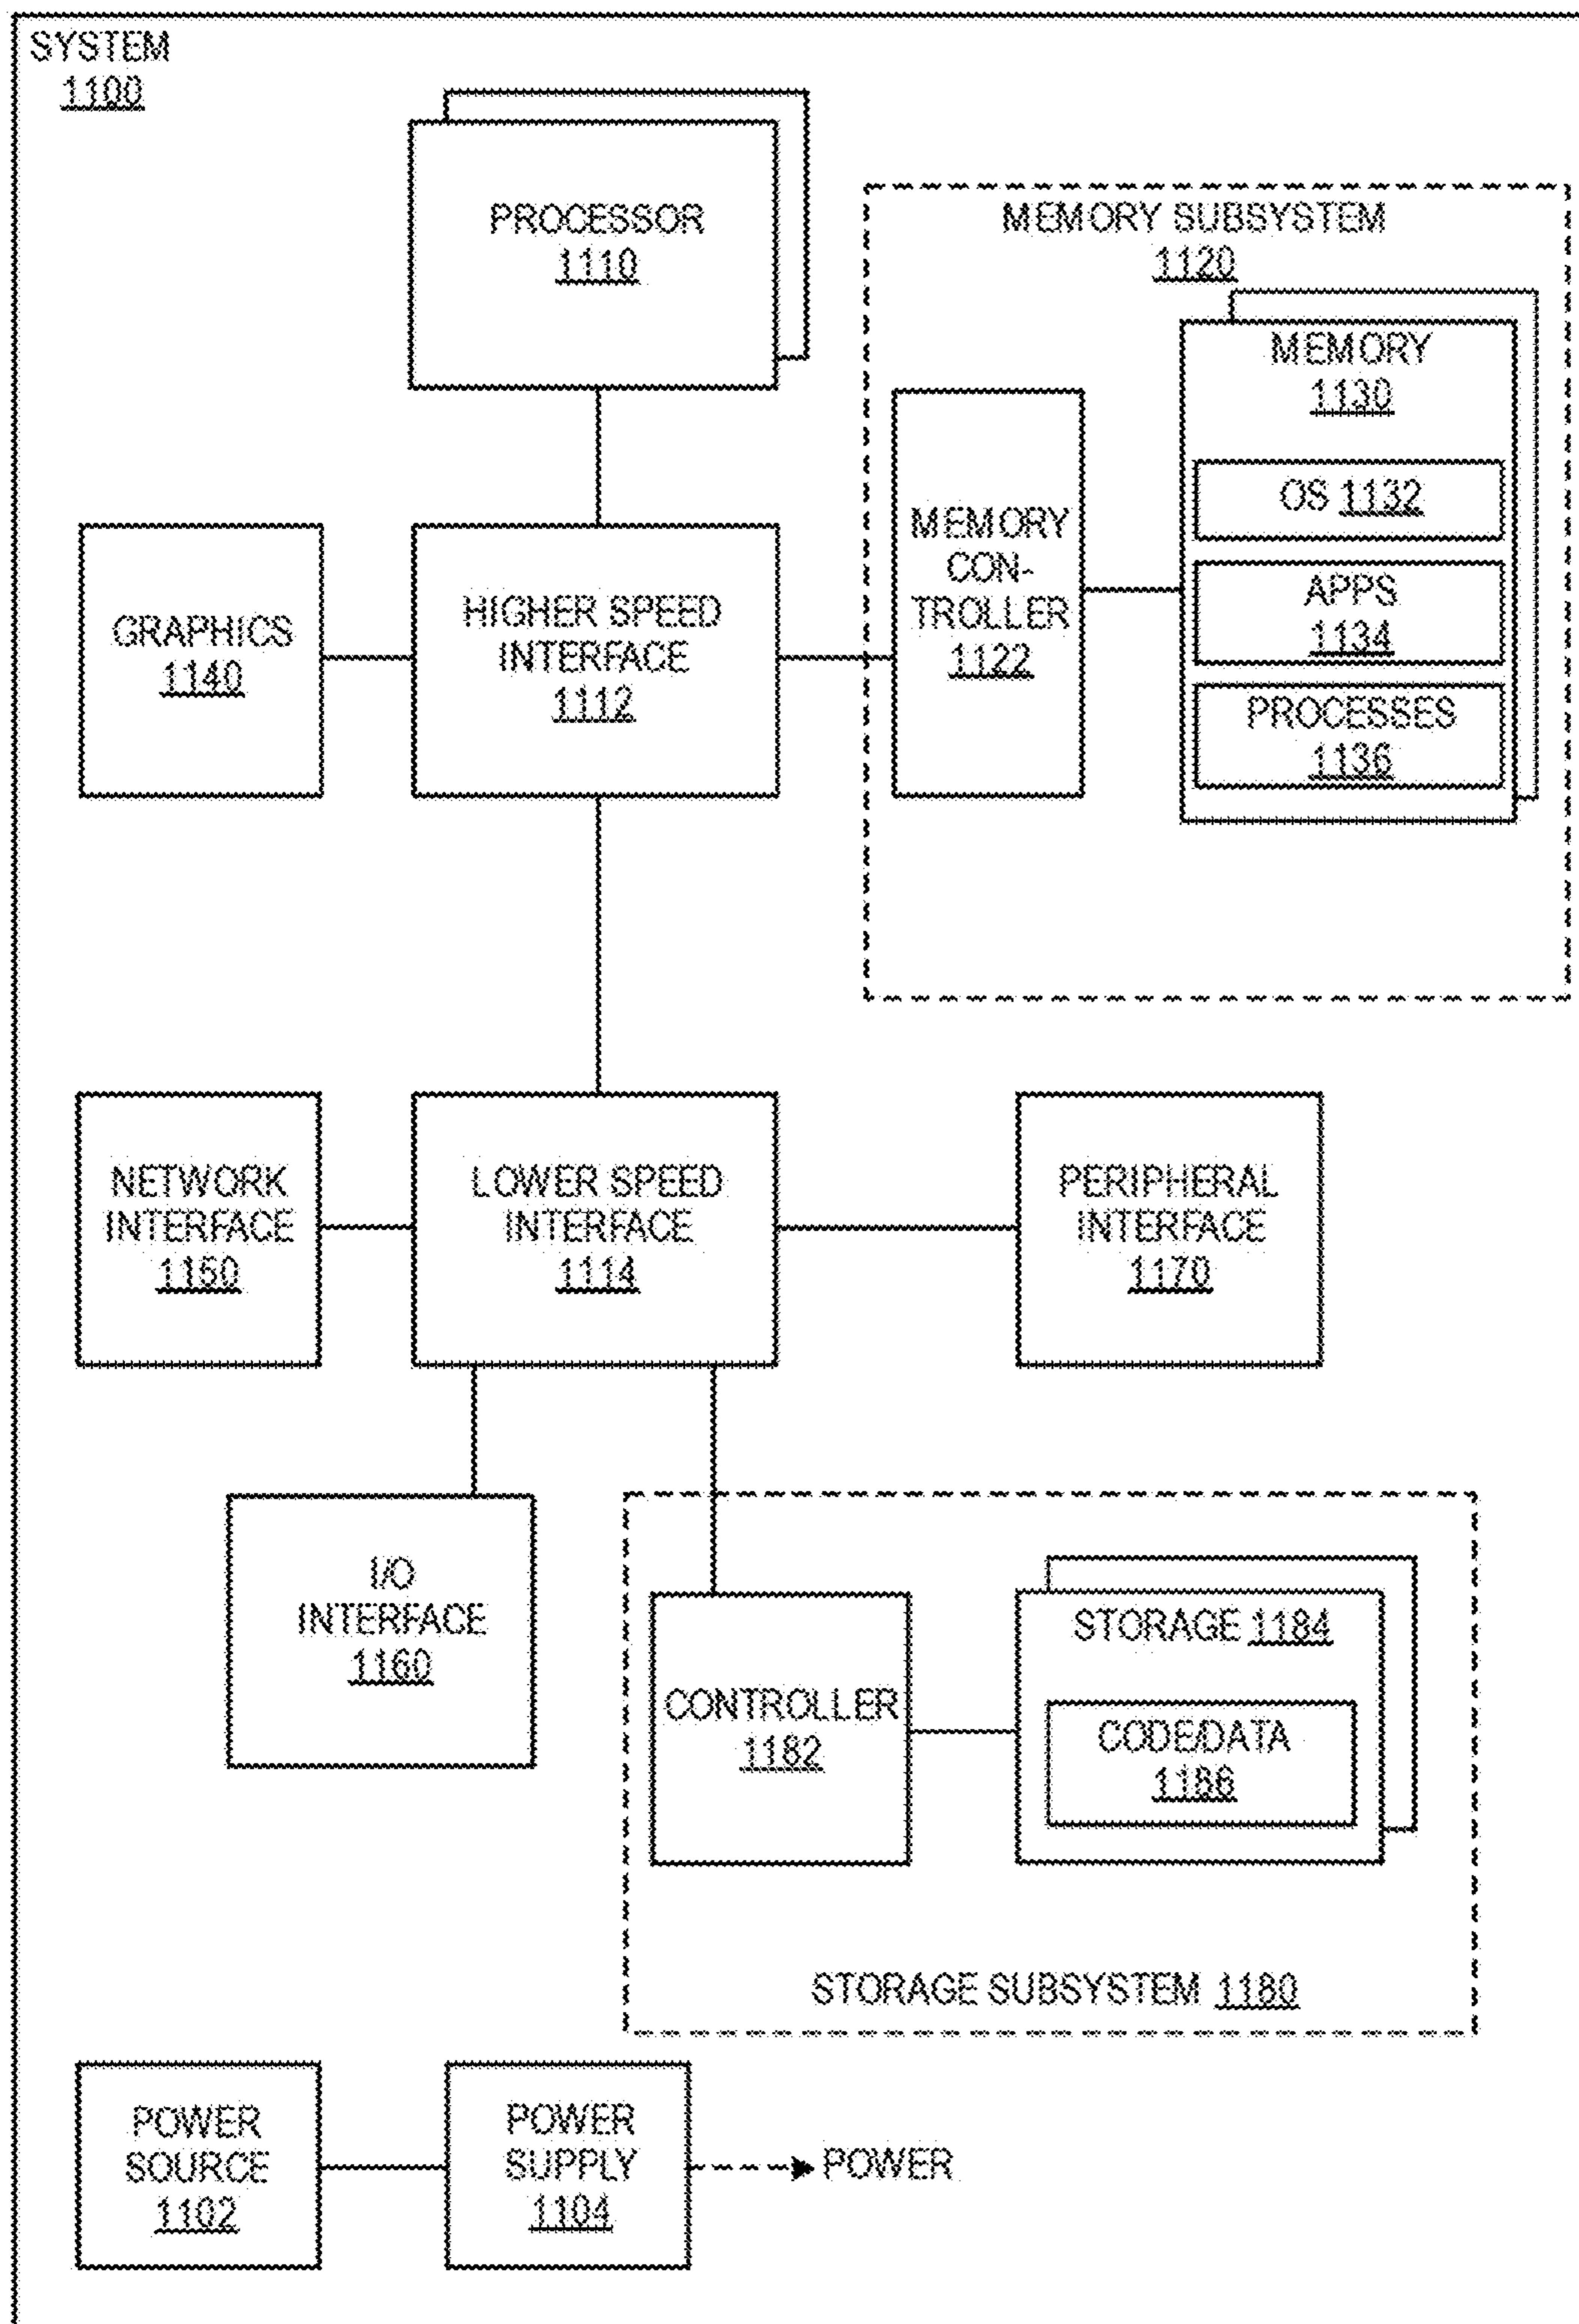 SYSTEM
1100
PROCESSOR
1110
MEMORY SUBSYSTEM
1120
MEMORY
1130
OS 1132
APPS
1134
PROCESSES
1136
MEMORY
CON-
TROLLER
1122
GRAPHICS
1140
HIGHER SPEED
INTERFACE
1112
NETWORK
INTERFACE
1150
LOWER SPEED
INTERFACE
1114
PERIPHERAL
INTERFACE
1170
I/O
INTERFACE
1160
CONTROLLER
1182
STORAGE 1184
CODE/DATA
1186
STORAGE SUBSYSTEM 1180
POWER
SOURCE
1102
POWER
SUPPLY
1104
POWER